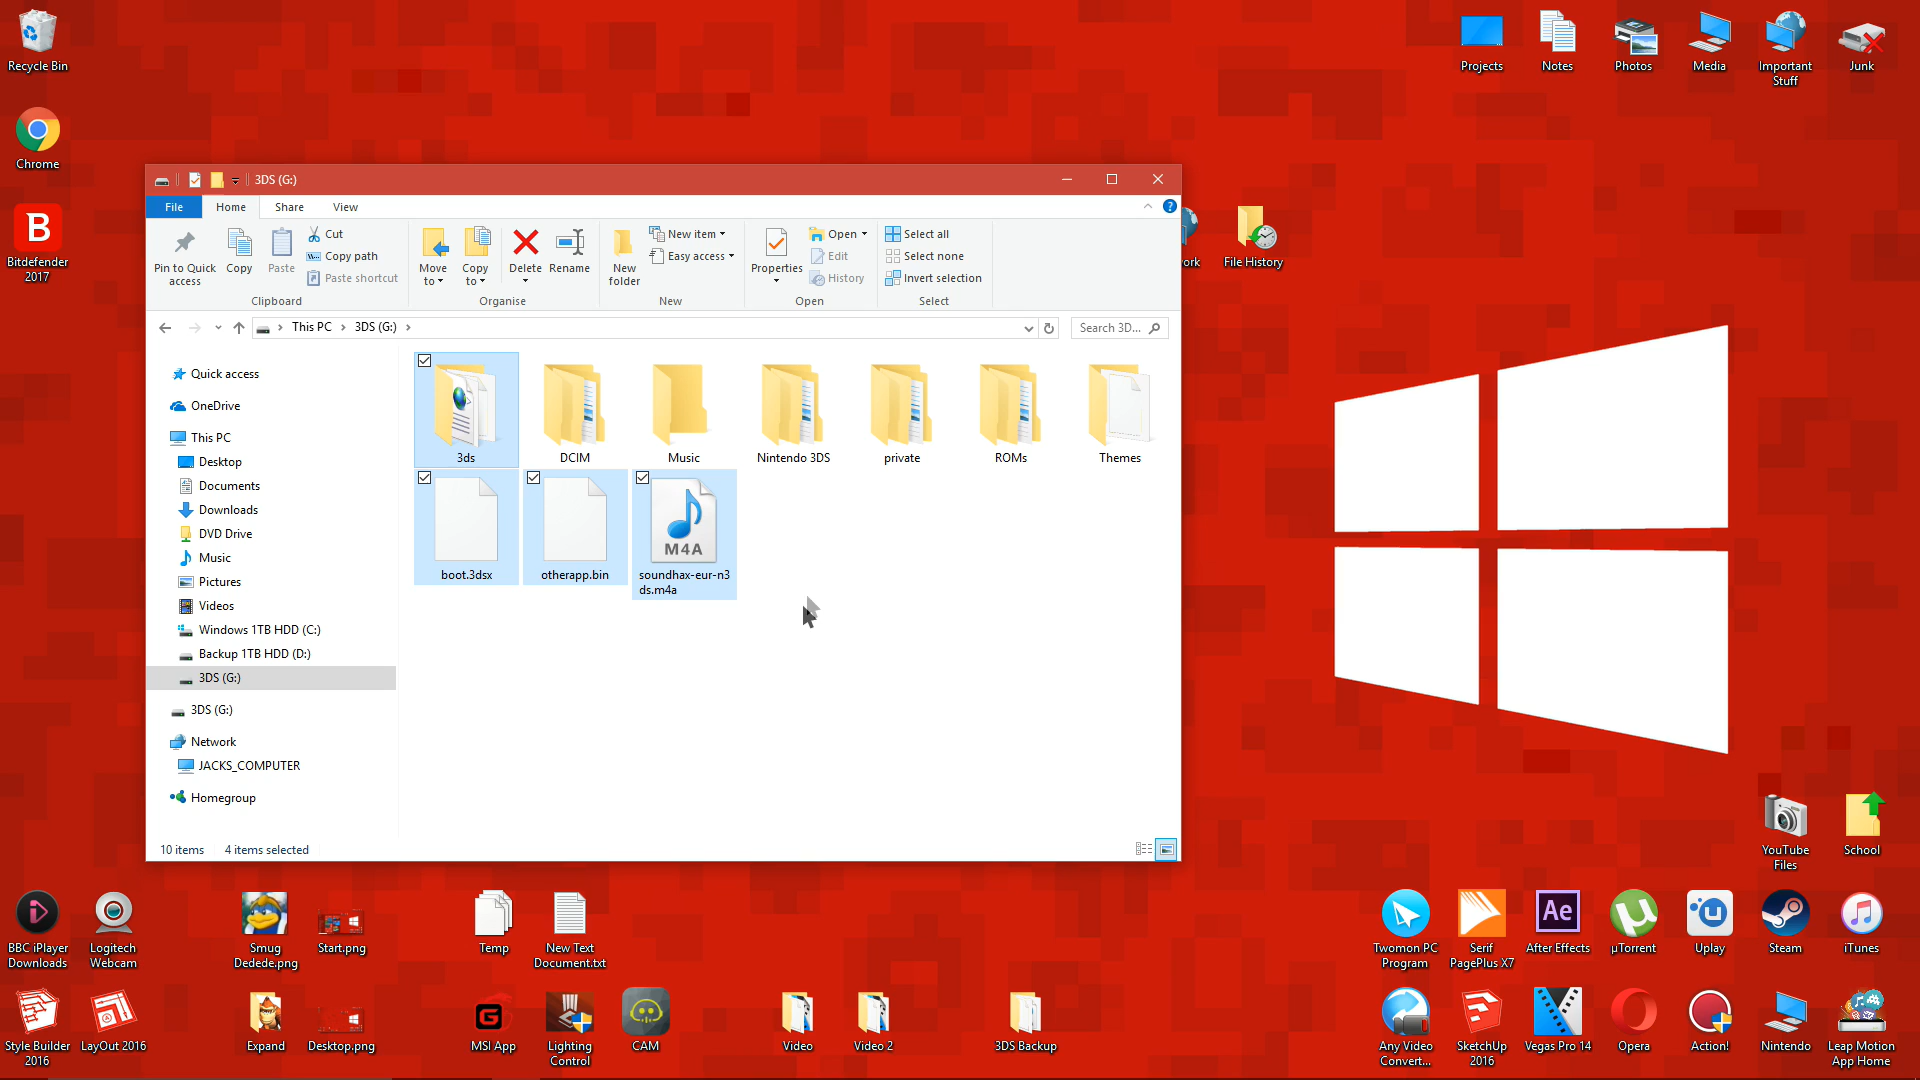 Recycle Bin
Chrome
Bitdefender
2017
Projects
Notes
Photos
Media
Important
Stuff
Junk
3DS (G:)
File
Home
Share
View
Pin to Quick
access
Copy
Paste
Cut
Copy path
Paste shortcut
Clipboard
Move
to
Copy
to
Delete
Rename
Organise
New
folder
New item
Easy access
New
Properties
Open
Edit
History
Open
Select all
Select none
Invert selection
Select
This PC
3DS (G:)
Search 3D...
ork
File History
Quick access
OneDrive
This PC
Desktop
Documents
Downloads
DVD Drive
Music
Pictures
Videos
Windows 1TB HDD (C:)
Backup 1TB HDD (D:)
3DS (G:)
3DS (G:)
Network
JACKS_COMPUTER
Homegroup
3ds
DCIM
Music
Nintendo 3DS
private
ROMs
Themes
boot.3dsx
otherapp.bin
M4A
soundhax-eur-n3
ds.m4a
10 items
4 items selected
YouTube
Files
School
BBC iPlayer
Downloads
Logitech
Webcam
Smug
Dedede.png
Start.png
Temp
New Text
Document.txt
Twomon PC
Program
Serif
PagePlus X7
Ae
After Effects
µTorrent
Uplay
Steam
iTunes
Style Builder
2016
LayOut 2016
Expand
Desktop.png
MSI App
Lighting
Control
CAM
Video
Video 2
3DS Backup
Any Video
Convert...
SketchUp
2016
Vegas Pro 14
Opera
Action!
Nintendo
Leap Motion
App Home